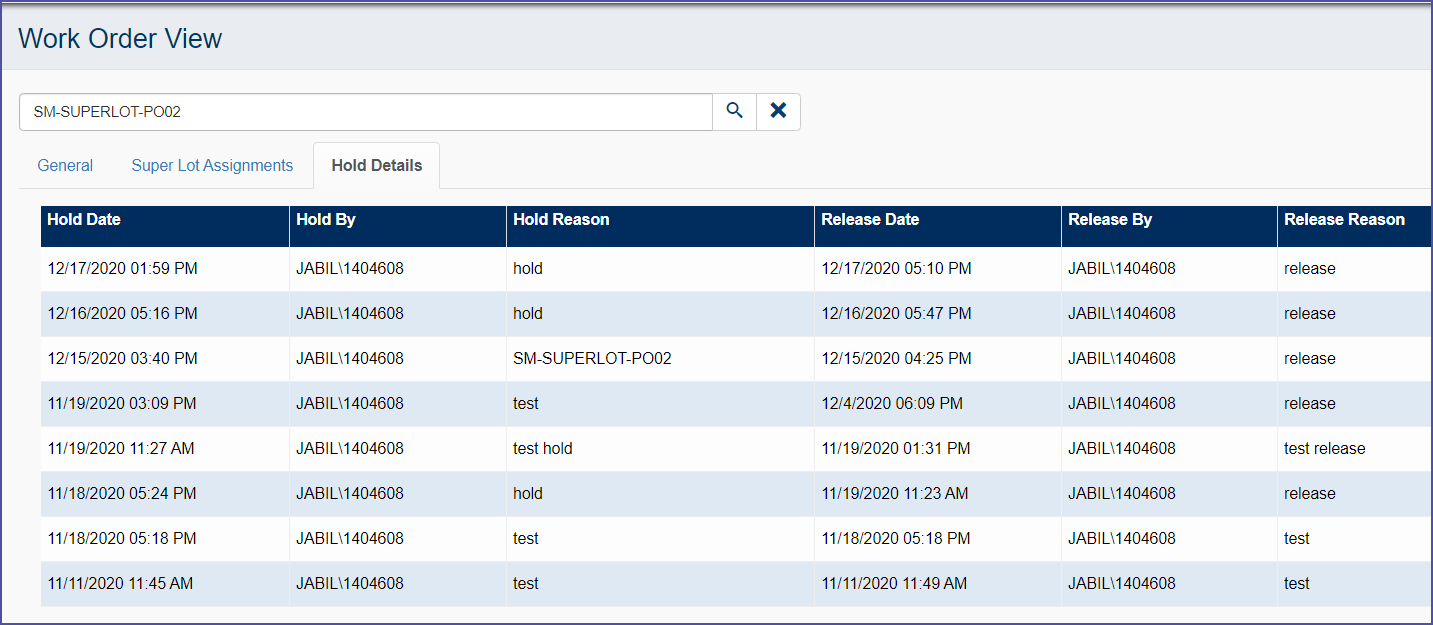 Work Order View
SM-SUPERLOT-PO02
General Super Lot Assignments Hold Details
Hold Date Hold By Hold Reason Release Date Release By Release Reason
12/17/2020 01:59 PM JABIL\1404608 hold 12/17/2020 05:10 PM JABIL\1404608 release
12/16/2020 05:16 PM JABIL\1404608 hold 12/16/2020 05:47 PM JABIL\1404608 release
12/15/2020 03:40 PM JABIL\1404608 SM-SUPERLOT-PO02 12/15/2020 04:25 PM JABIL\1404608 release
11/19/2020 03:09 PM JABIL\1404608 test 12/4/2020 06:09 PM JABIL\1404608 release
11/19/2020 11:27 AM JABIL\1404608 test hold 11/19/2020 01:31 PM JABIL\1404608 test release
11/18/2020 05:24 PM JABIL\1404608 hold 11/19/2020 11:23 AM JABIL\1404608 release
11/18/2020 05:18 PM JABIL\1404608 test 11/18/2020 05:18 PM JABIL\1404608 test
11/11/2020 11:45 AM JABIL\1404608 test 11/11/2020 11:49 AM JABIL\1404608 test